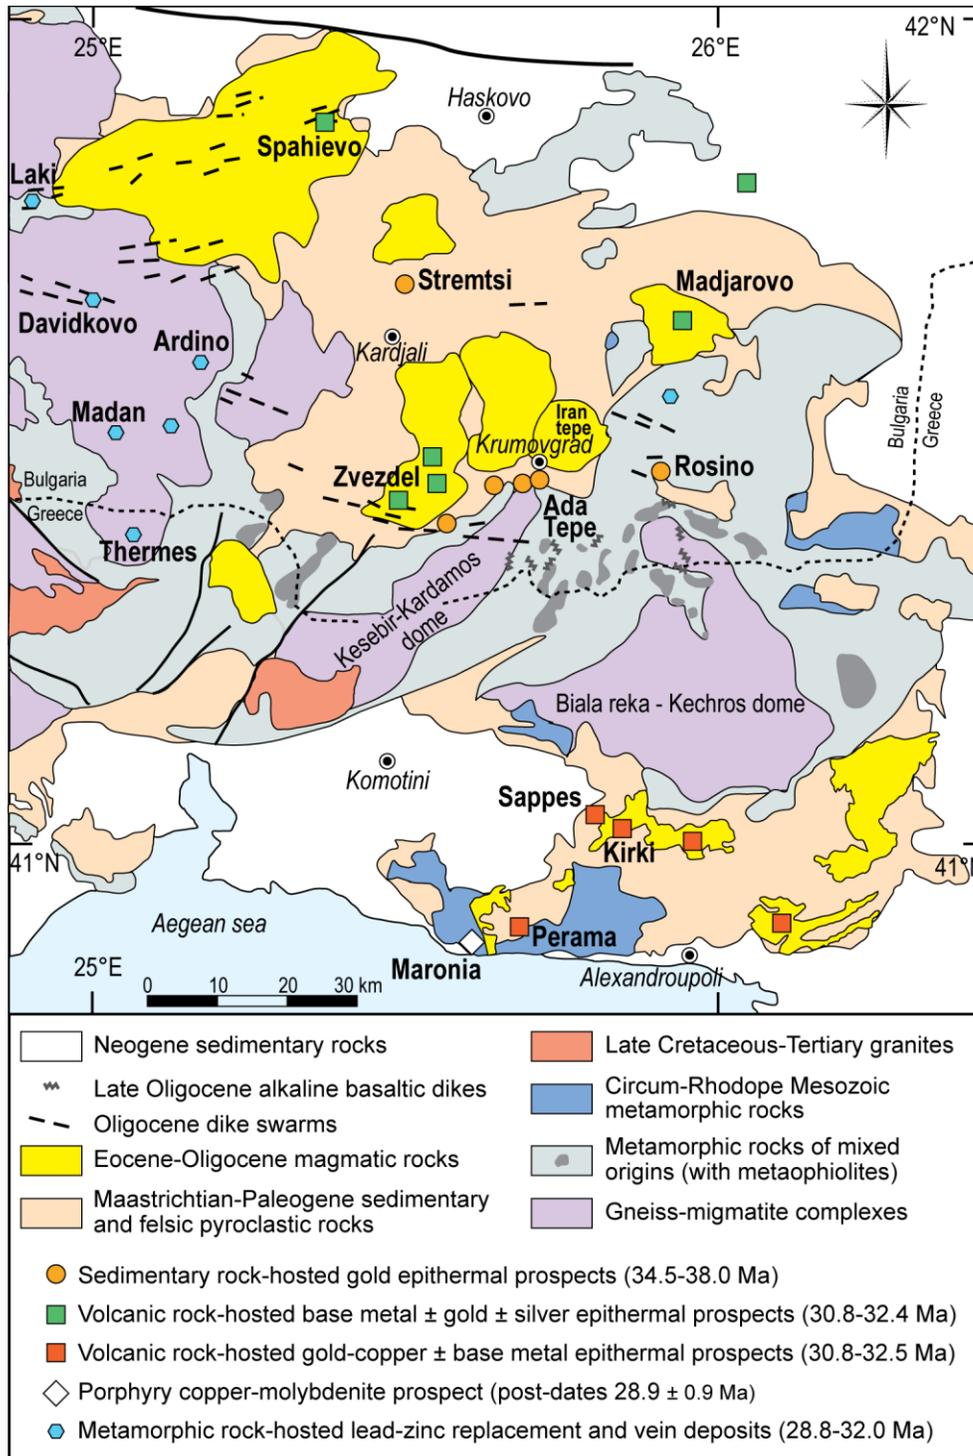 25°E
26°E
42°N
Haskovo
Spahievo
Laki
Stremtsi
Madjarovo
Davidkovo
Ardino
Kardjali
Bulgaria
Greece
Madan
Iran
tepe
Krumovgrad
Zvezdel
Rosino
Bulgaria
Greece
Ada
Tepe
Thermes
Kesebir-Kardamos
dome
Biala reka - Kechros dome
Komotini
Sappes
Kirki
41°N
41°N
Aegean sea
Perama
Maronia
Alexandroupoli
25°E
0 10 20 30 km
Neogene sedimentary rocks
Late Oligocene alkaline basaltic dikes
Oligocene dike swarms
Eocene-Oligocene magmatic rocks
Maastrichtian-Paleogene sedimentary
and felsic pyroclastic rocks
Late Cretaceous-Tertiary granites
Circum-Rhodope Mesozoic
metamorphic rocks
Metamorphic rocks of mixed
origins (with metaophiolites)
Gneiss-migmatite complexes
Sedimentary rock-hosted gold epithermal prospects (34.5-38.0 Ma)
Volcanic rock-hosted base metal ± gold ± silver epithermal prospects (30.8-32.4 Ma)
Volcanic rock-hosted gold-copper ± base metal epithermal prospects (30.8-32.5 Ma)
Porphyry copper-molybdenite prospect (post-dates 28.9 ± 0.9 Ma)
Metamorphic rock-hosted lead-zinc replacement and vein deposits (28.8-32.0 Ma)